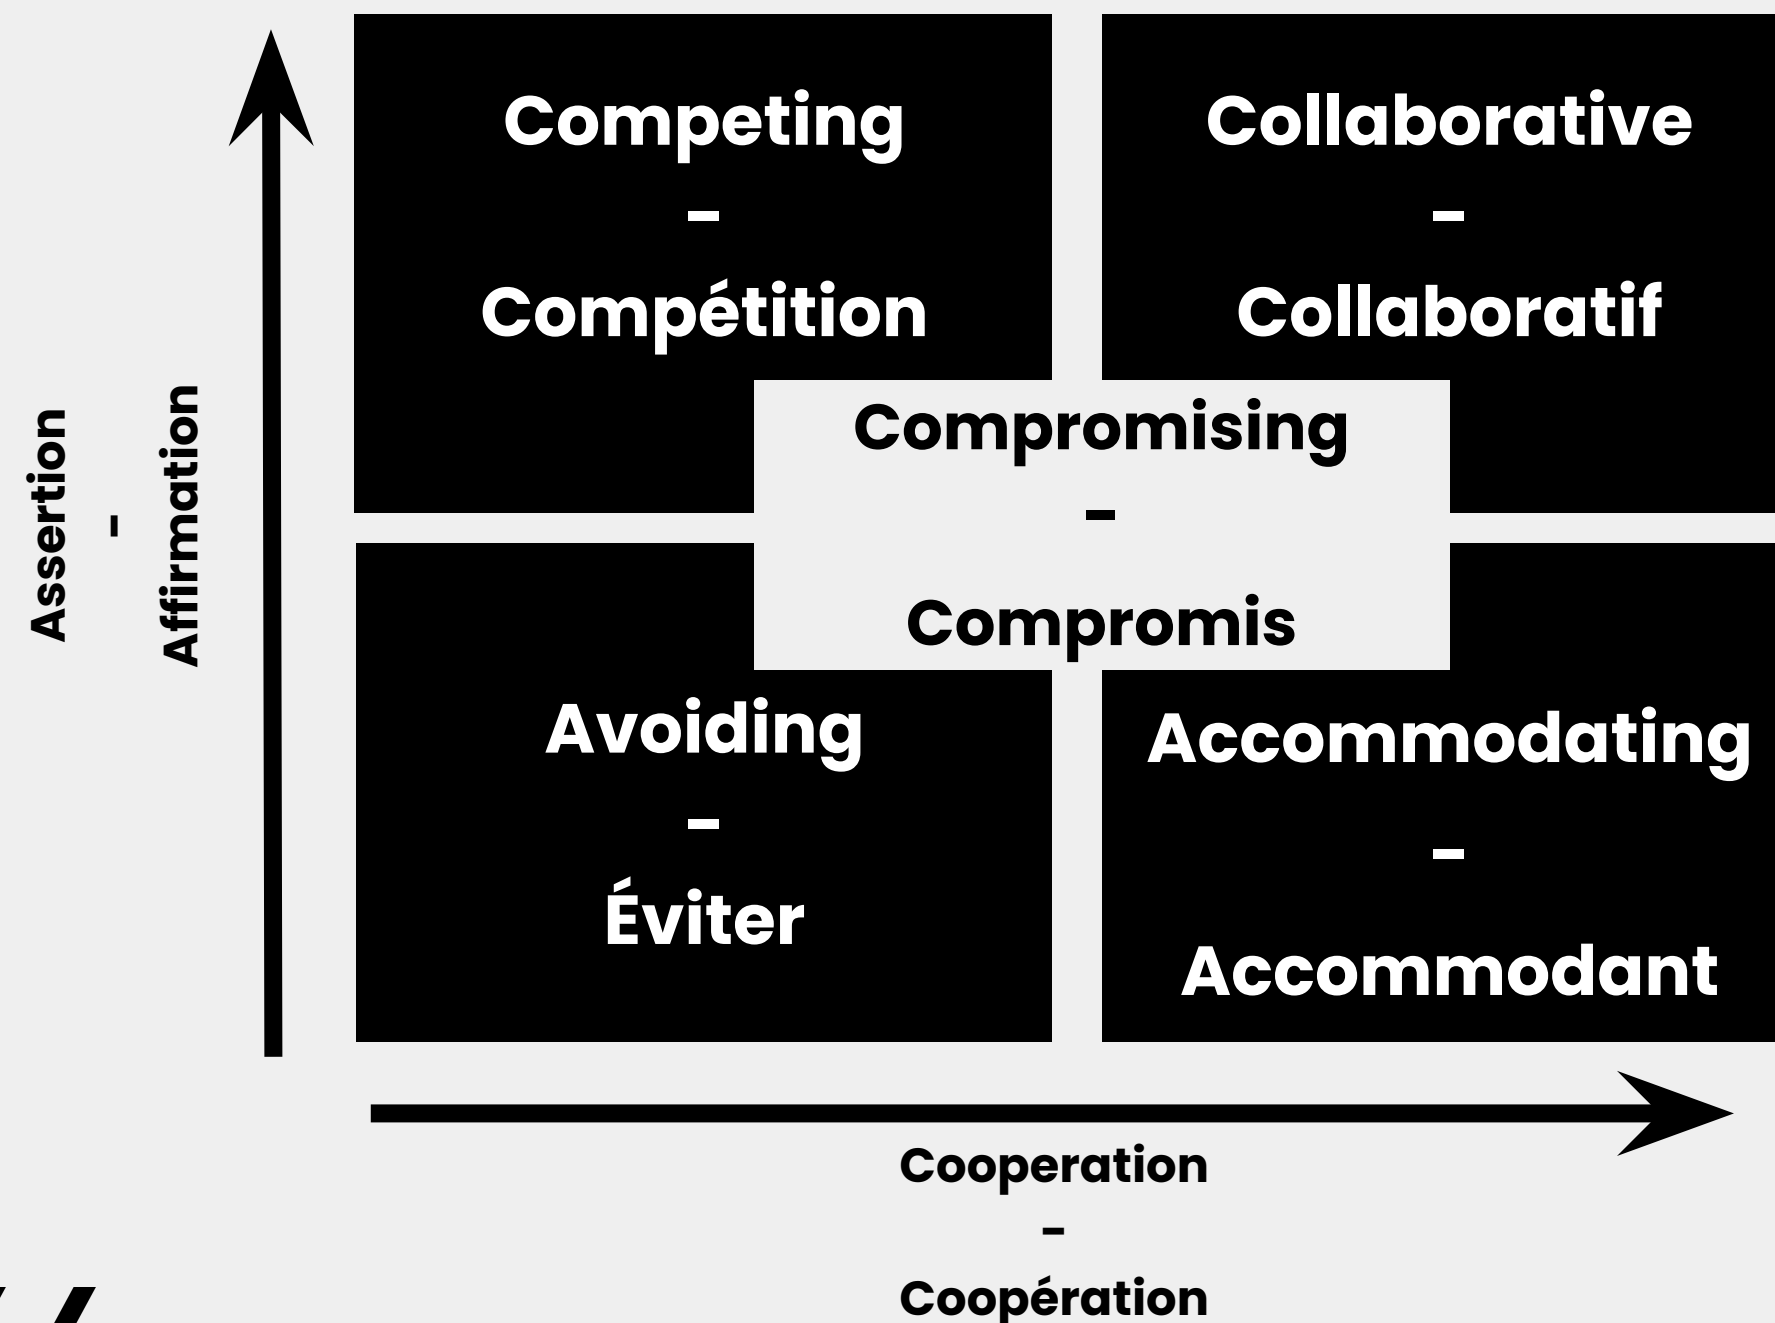 Competing
-
Compétition
Collaborative
-
Collaboratif
Compromising
-
Compromis
Assertion
-
Affirmation
Avoiding
-
Éviter
Accommodating
-
Accommodant
Cooperation
-
Coopération